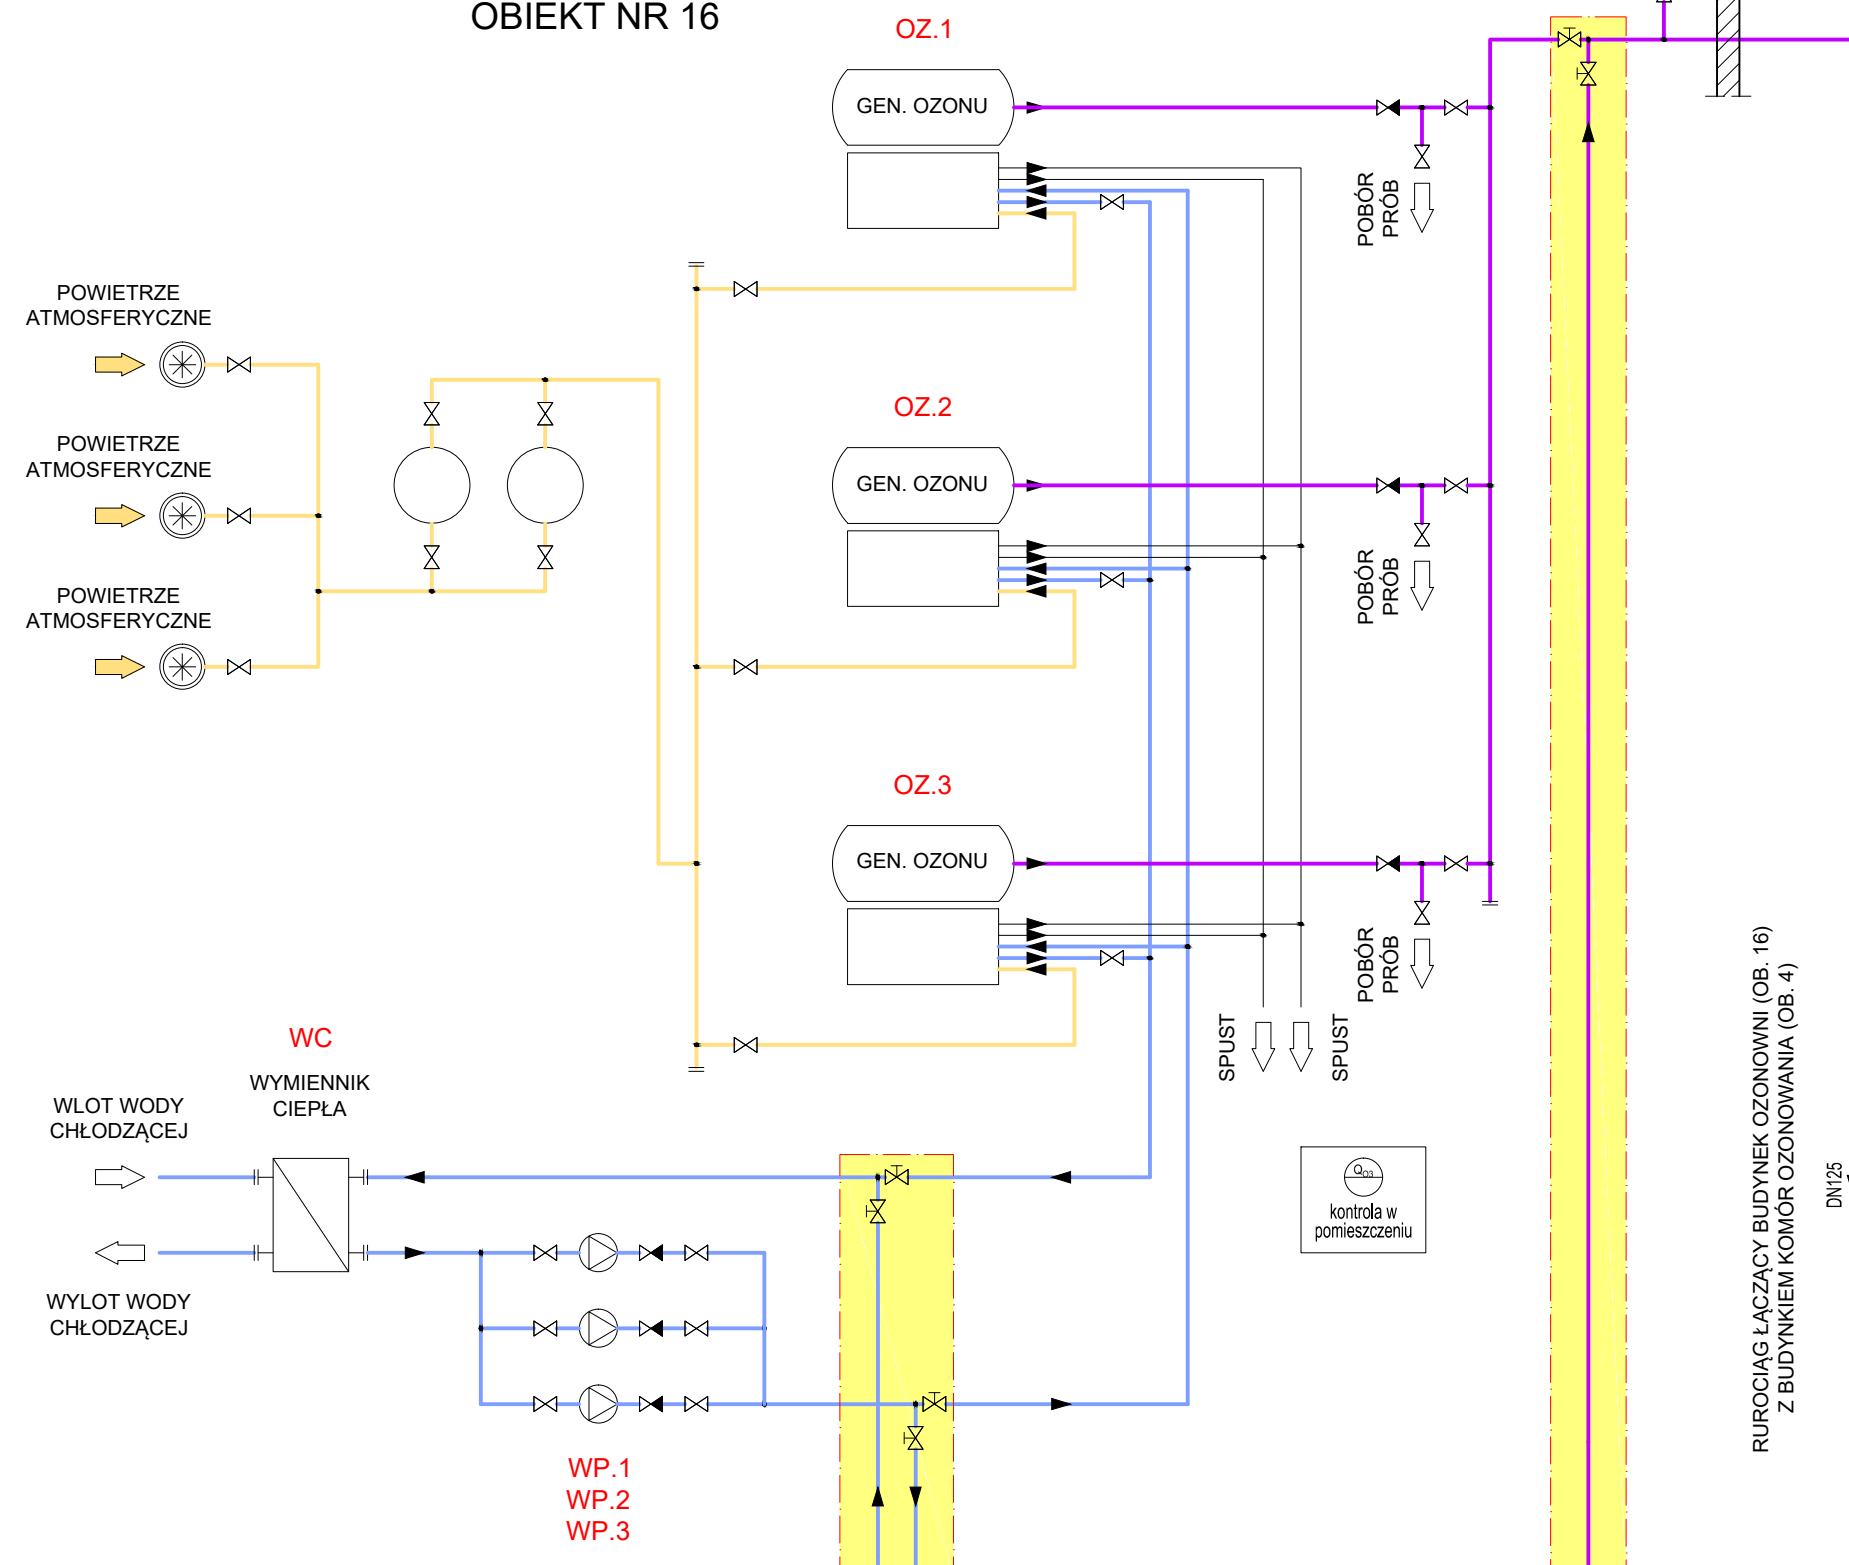 OBIEKT NR 16
OZ.1
GEN. OZONU
POBÓR
PRÓB
POWIETRZE
ATMOSFERYCZNE
OZ.2
POWIETRZE
ATMOSFERYCZNE
GEN. OZONU
POBÓR
PRÓB
POWIETRZE
ATMOSFERYCZNE
OZ.3
GEN. OZONU
POBÓR
PRÓB
SPUST
SPUST
WC
WYMIENNIK
CIEPŁA
WLOT WODY
CHŁODZĄCEJ
WYLOT WODY
CHŁODZĄCEJ
QO3
kontrola w
pomieszczeniu
WP.1
WP.2
WP.3
RUROCIĄG ŁĄCZĄCY BUDYNEK OZONOWNI (OB. 16)
Z BUDYNKIEM KOMÓR OZONOWANIA (OB. 4)
DN125